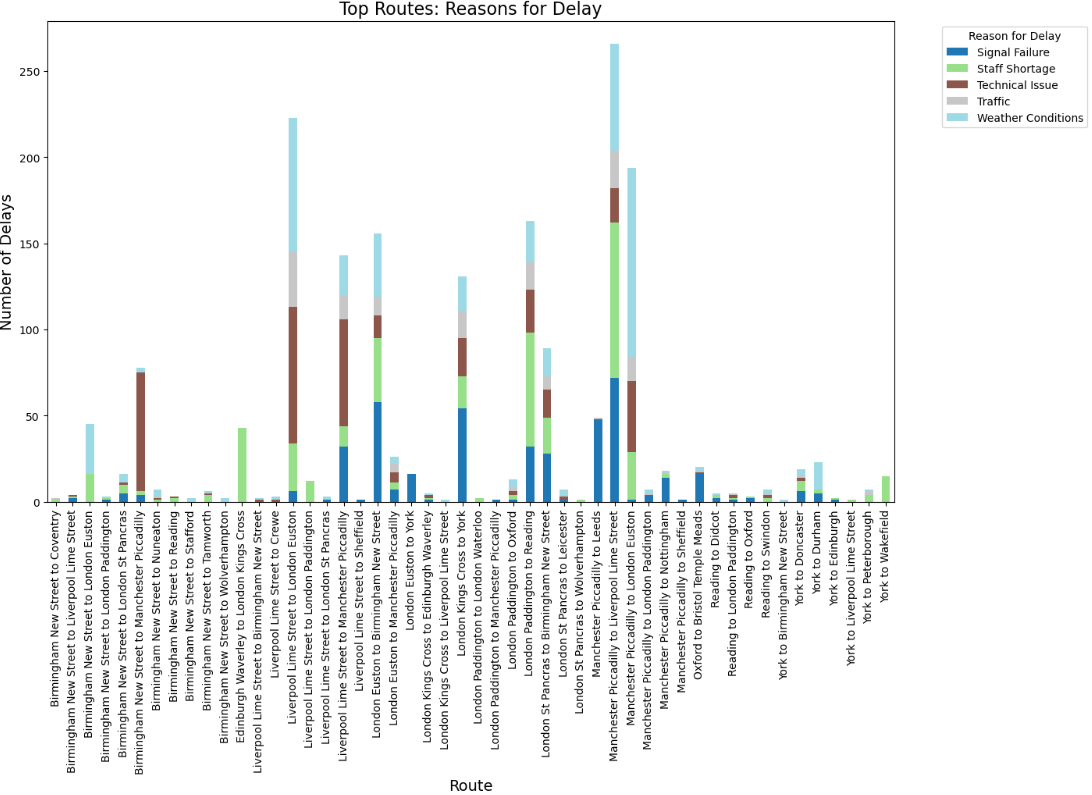 Top Routes: Reasons for Delay
Number of Delays
250
200
150
100
50
0
Reason for Delay
Signal Failure
Staff Shortage
Technical Issue
Traffic
Weather Conditions
Birmingham New Street to Coventry
Birmingham New Street to Liverpool Lime Street
Birmingham New Street to London Euston
Birmingham New Street to London Paddington
Birmingham New Street to London St Pancras
Birmingham New Street to Manchester Piccadilly
Birmingham New Street to Nuneaton
Birmingham New Street to Reading
Birmingham New Street to Stafford
Birmingham New Street to Tamworth
Birmingham New Street to Wolverhampton
Edinburgh Waverley to London Kings Cross
Liverpool Lime Street to Birmingham New Street
Liverpool Lime Street to Crewe
Liverpool Lime Street to London Euston
Liverpool Lime Street to London Paddington
Liverpool Lime Street to London St Pancras
Liverpool Lime Street to Manchester Piccadilly
Liverpool Lime Street to Sheffield
London Euston to Birmingham New Street
London Euston to Manchester Piccadilly
London Euston to York
London Kings Cross to Edinburgh Waverley
London Kings Cross to Liverpool Lime Street
London Kings Cross to York
London Paddington to London Waterloo
London Paddington to Manchester Piccadilly
London Paddington to Oxford
London Paddington to Reading
London St Pancras to Birmingham New Street
London St Pancras to Leicester
London St Pancras to Wolverhampton
Manchester Piccadilly to Leeds
Manchester Piccadilly to Liverpool Lime Street
Manchester Piccadilly to London Euston
Manchester Piccadilly to London Paddington
Manchester Piccadilly to Nottingham
Manchester Piccadilly to Sheffield
Oxford to Bristol Temple Meads
Reading to Didcot
Reading to London Paddington
Reading to Oxford
Reading to Swindon
York to Birmingham New Street
York to Doncaster
York to Durham
York to Edinburgh
York to Liverpool Lime Street
York to Peterborough
York to Wakefield
Route